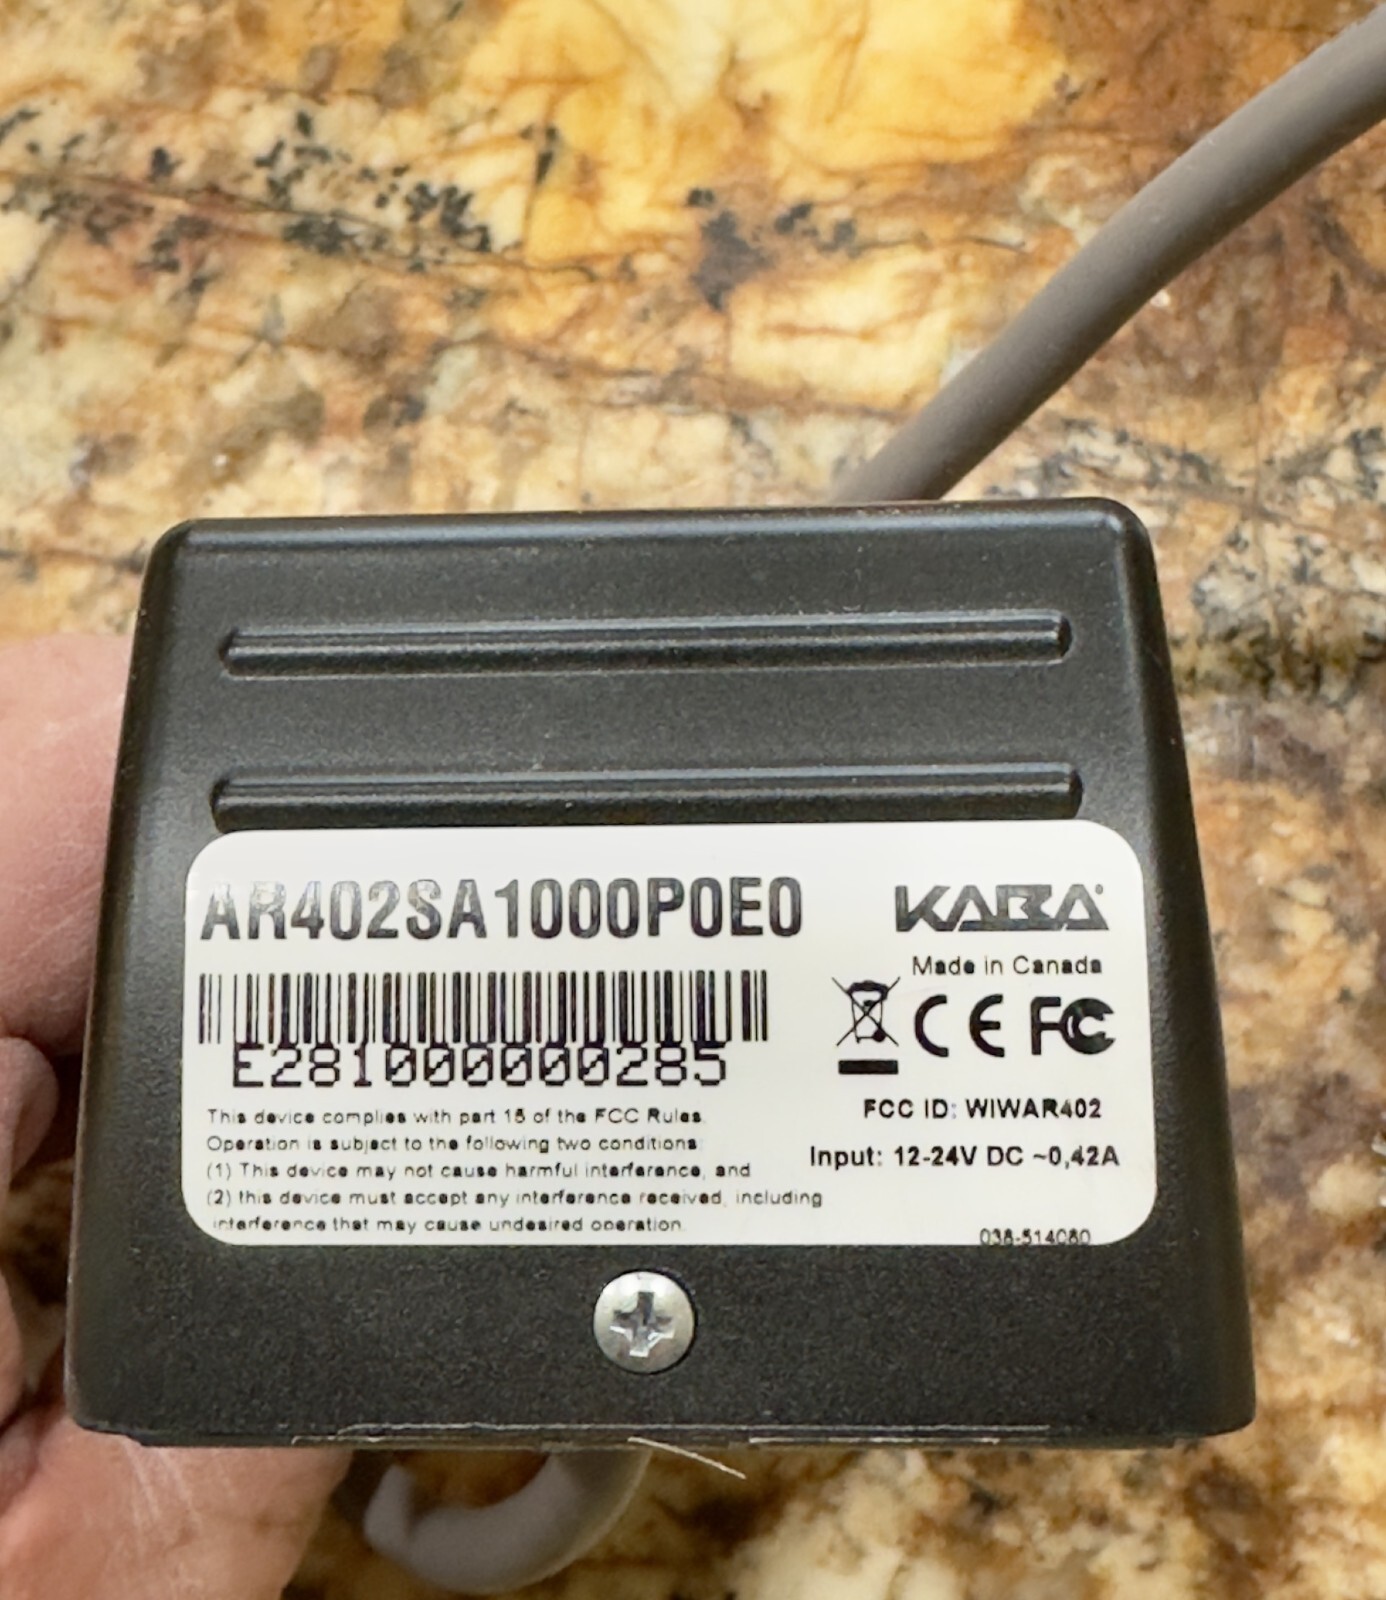 AR402SA1000P0E0
KABA
Made in Canada
E281000000285
CE FC
This device complies with part 15 of the FCC Rules.
Operation is subject to the following two conditions:
(1) This device may not cause harmful interference, and
(2) this device must accept any interference received, including
interference that may cause undesired operation.
FCC ID: WIWAR402
Input: 12-24V DC ~0,42A
038-514080